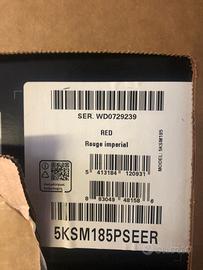 SER. WD0729239
RED
Rouge imperial
MODEL: 5KSM185
5 413184 120931
8 83049 48158 6
5KSM185PSEER